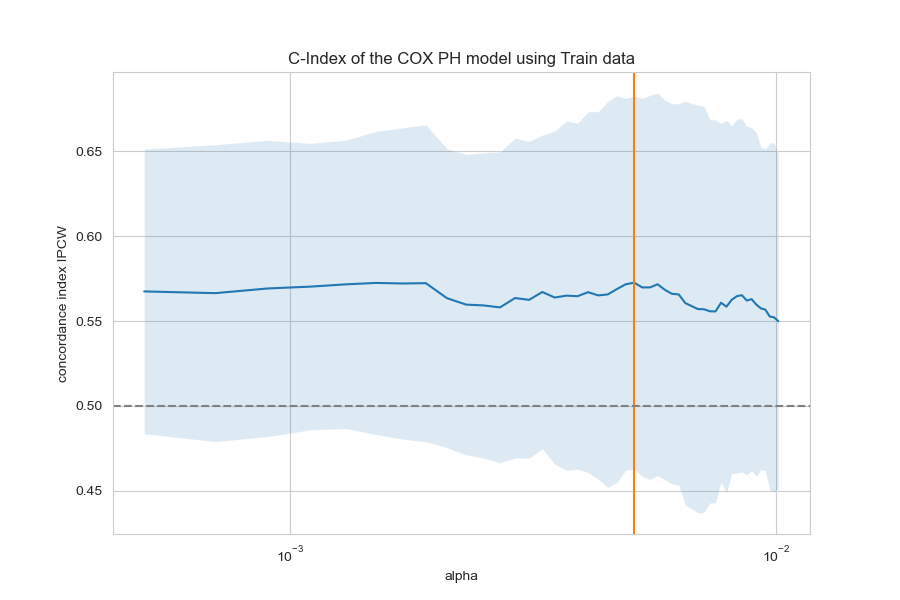 C-Index of the COX PH model using Train data
concordance index IPCW
0.65
0.60
0.55
0.50
0.45
10⁻³
10⁻²
alpha